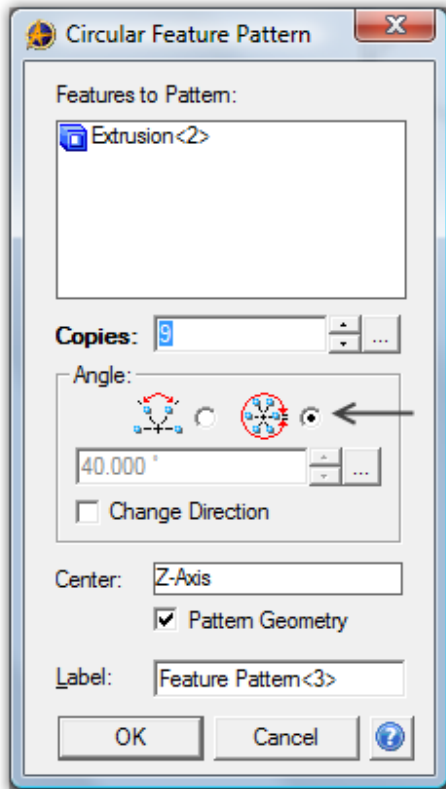 Circular Feature Pattern
Features to Pattern:
Extrusion<2>
Copies: 9 ...
Angle:
40.000 ° ...
Change Direction
Center: Z-Axis
Pattern Geometry
Label: Feature Pattern<3>
OK Cancel ?